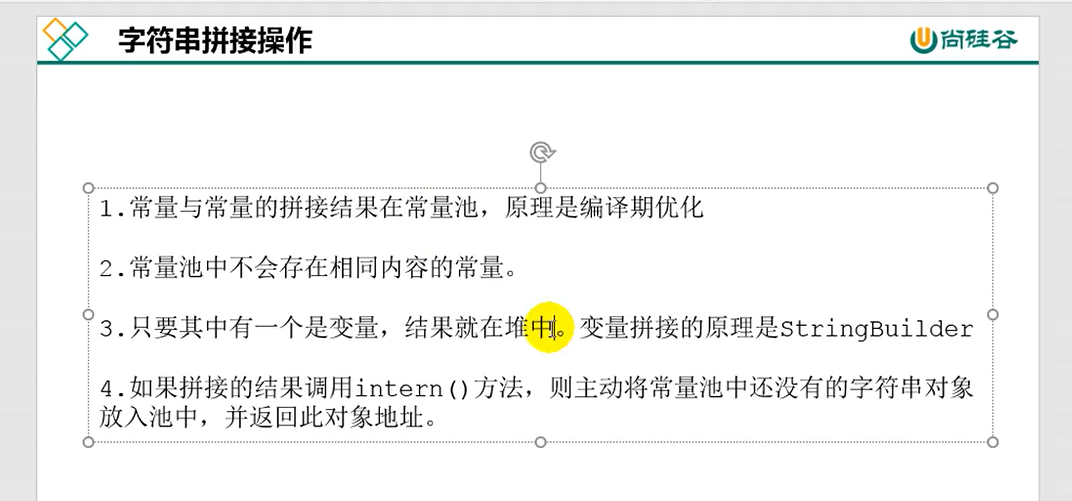 字符串拼接操作
尚硅谷
1.常量与常量的拼接结果在常量池，原理是编译期优化
2.常量池中不会存在相同内容的常量。
3.只要其中有一个是变量，结果就在堆中。变量拼接的原理是StringBuilder
4.如果拼接的结果调用intern()方法，则主动将常量池中还没有的字符串对象
放入池中，并返回此对象地址。